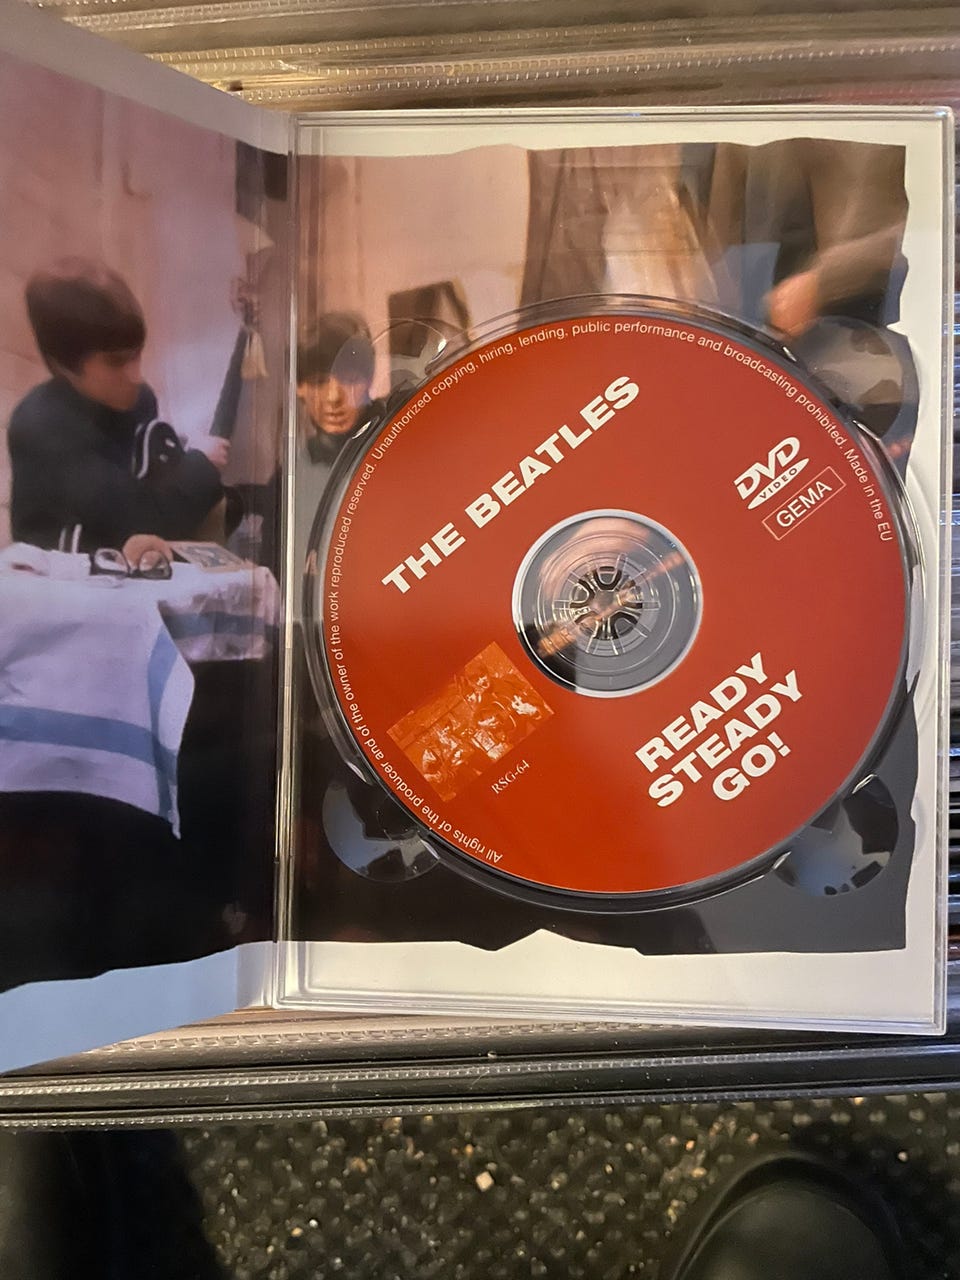 All rights of the producer and of the owner of the work reproduced reserved. Unauthorized copying, hiring, lending, public performance and broadcasting prohibited. Made in the EU
THE BEATLES
DVD
VIDEO
GEMA
READY
STEADY
GO!
RSG-64